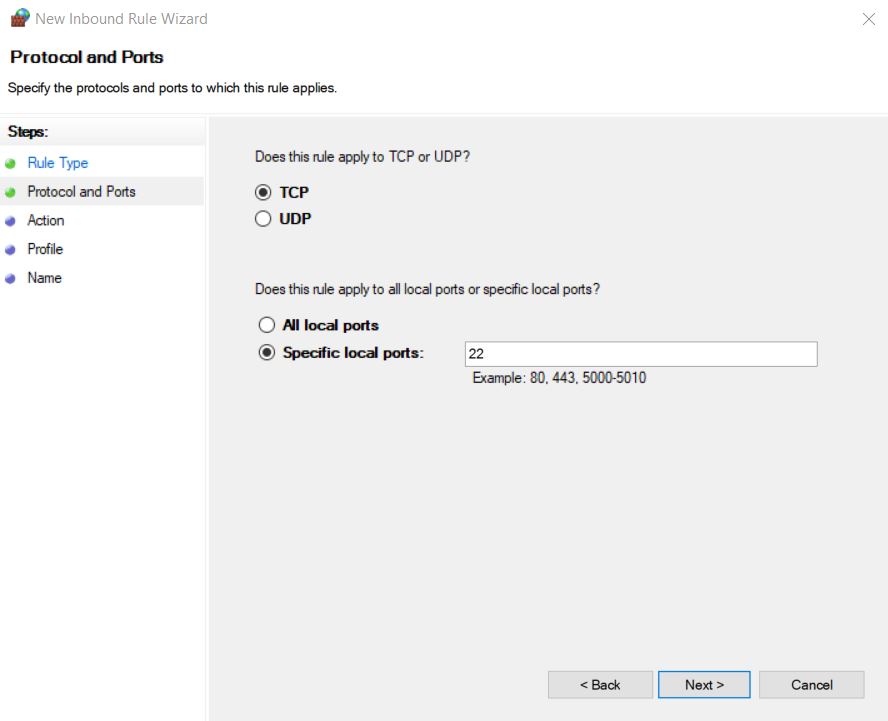 New Inbound Rule Wizard
Protocol and Ports
Specify the protocols and ports to which this rule applies.
Steps:
Rule Type
Protocol and Ports
Action
Profile
Name
Does this rule apply to TCP or UDP?
TCP
UDP
Does this rule apply to all local ports or specific local ports?
All local ports
Specific local ports: 22
Example: 80, 443, 5000-5010
< Back Next > Cancel